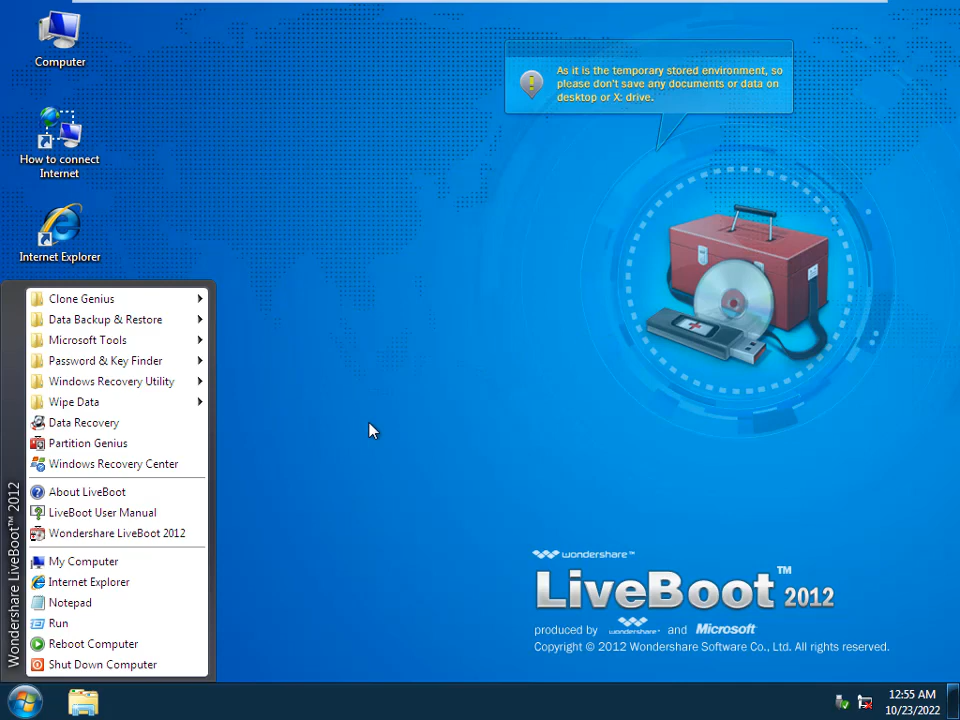 Computer
How to connect
Internet
Internet Explorer
As it is the temporary stored environment, so
please don't save any documents or data on
desktop or X: drive.
Wondershare LiveBoot™ 2012
Clone Genius
Data Backup & Restore
Microsoft Tools
Password & Key Finder
Windows Recovery Utility
Wipe Data
Data Recovery
Partition Genius
Windows Recovery Center
About LiveBoot
LiveBoot User Manual
Wondershare LiveBoot 2012
My Computer
Internet Explorer
Notepad
Run
Reboot Computer
Shut Down Computer
wondershare™
LiveBoot™ 2012
produced by wondershare and Microsoft
Copyright © 2012 Wondershare Software Co., Ltd. All rights reserved.
12:55 AM
10/23/2022